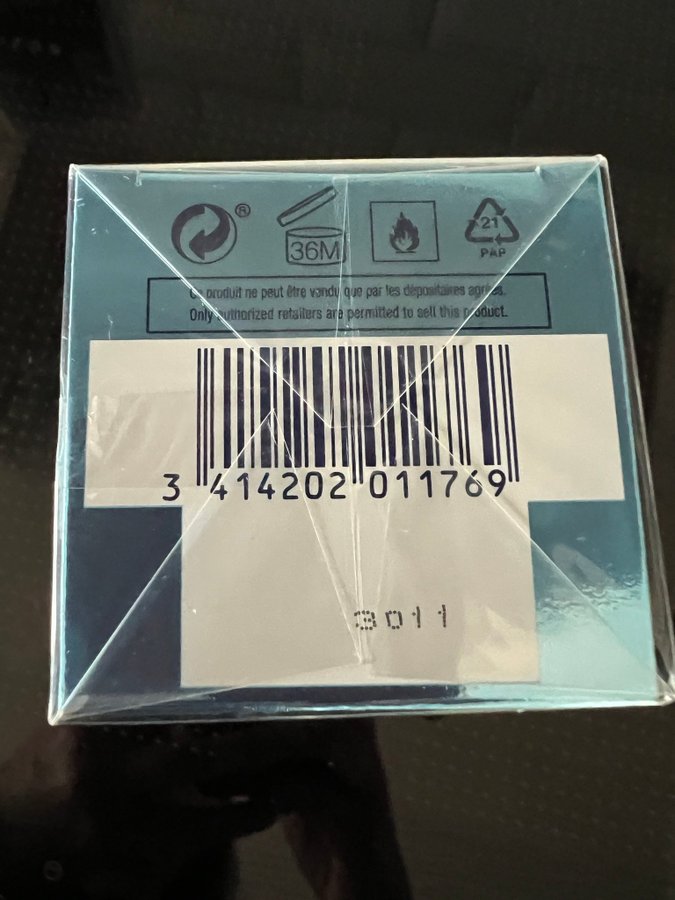 ®
36M
21
PAP
Ce produit ne peut être vendu que par les dépositaires agréés.
Only authorized retailers are permitted to sell this product.
3 414202 011769
3011